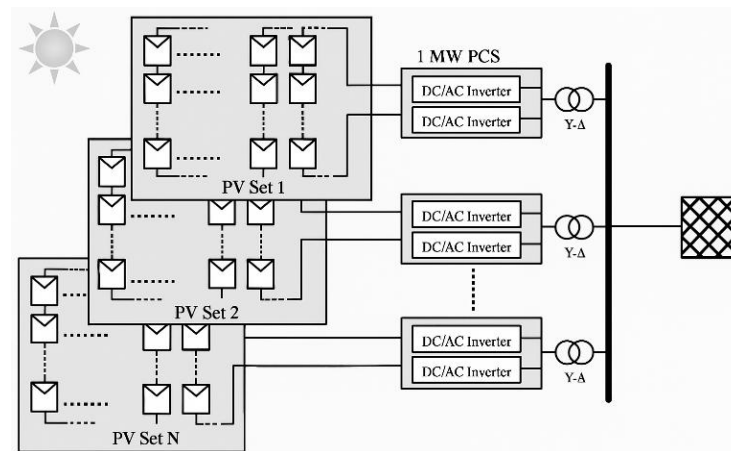 1 MW PCS
DC/AC Inverter
DC/AC Inverter
Y-Δ
PV Set 1
DC/AC Inverter
DC/AC Inverter
Y-Δ
PV Set 2
DC/AC Inverter
DC/AC Inverter
Y-Δ
PV Set N